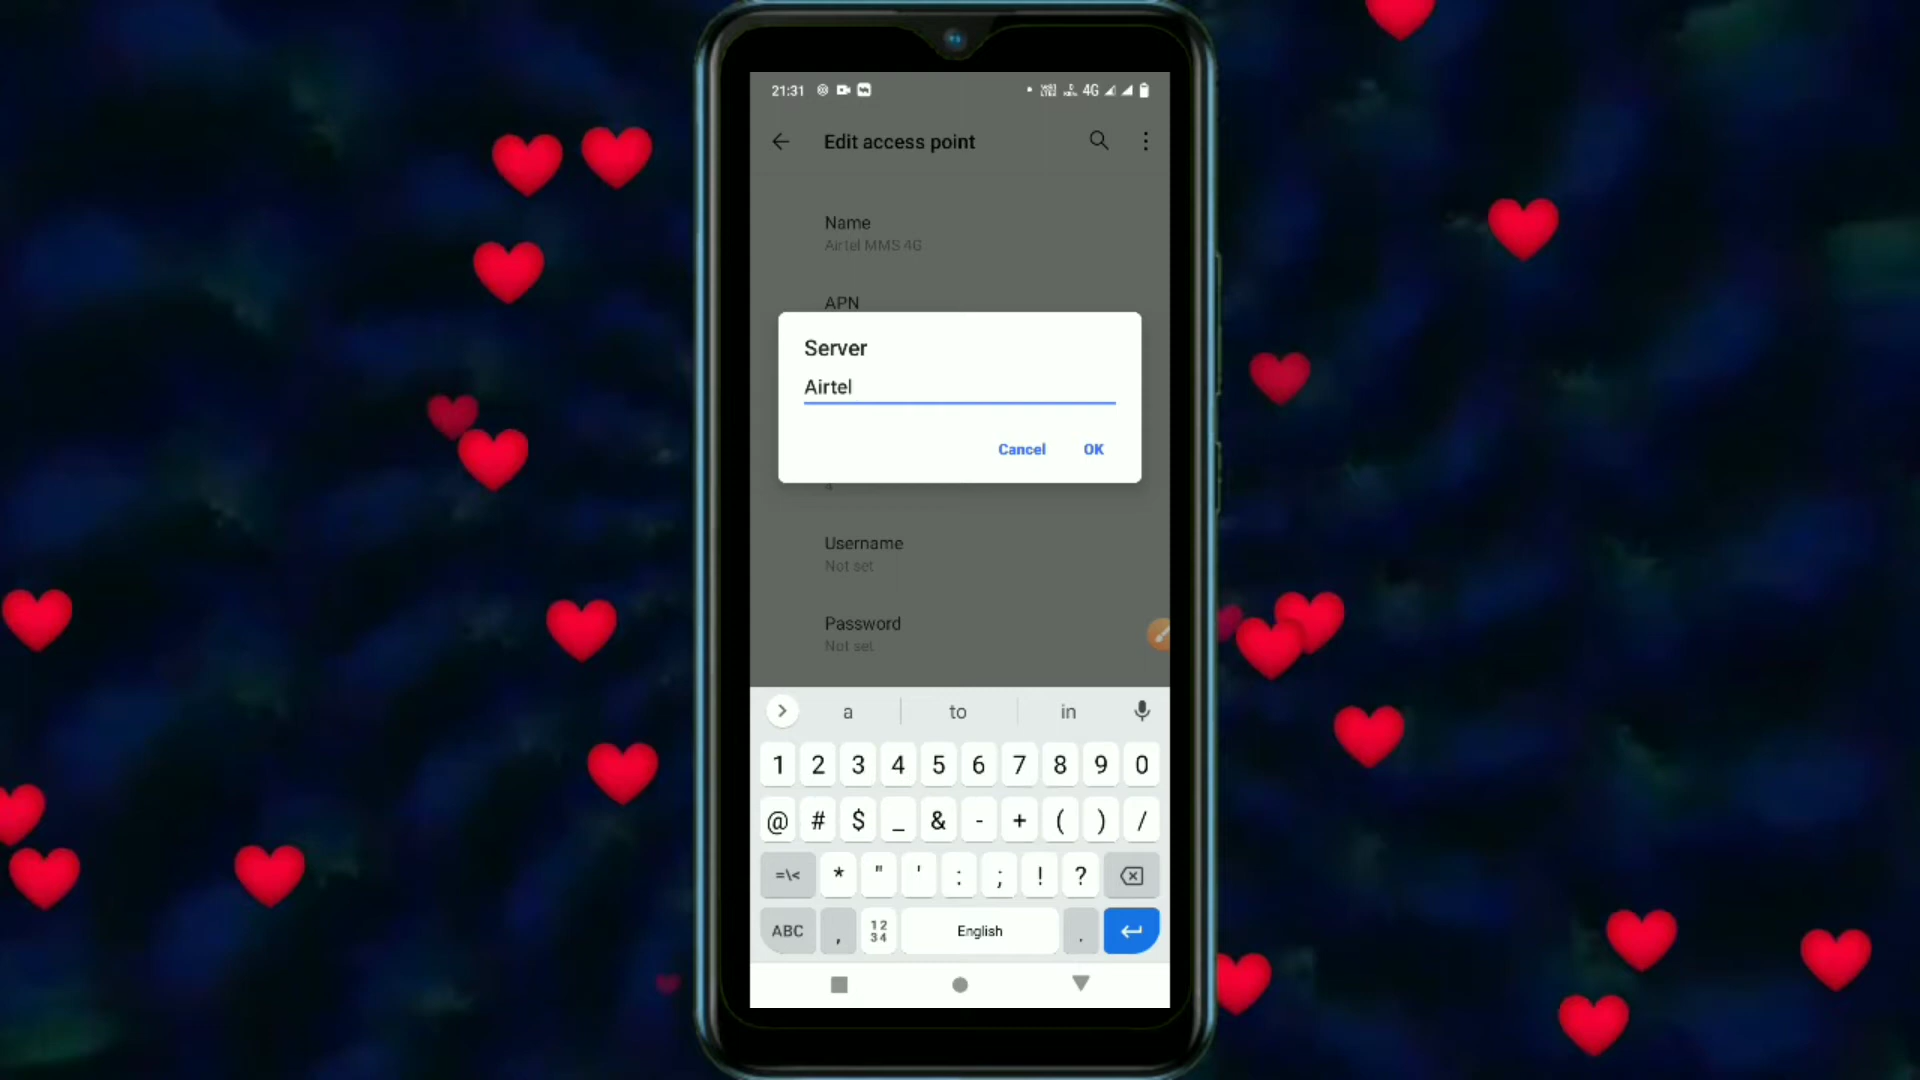 21:31 4G
Edit access point
Name
Airtel MMS 4G
APN
Server
Airtel
Cancel OK
Username
Not set
Password
Not set
a to in
1 2 3 4 5 6 7 8 9 0
@ # $ _ & - + ( ) /
=\< * " ' : ; ! ?
ABC , 12 34 English .